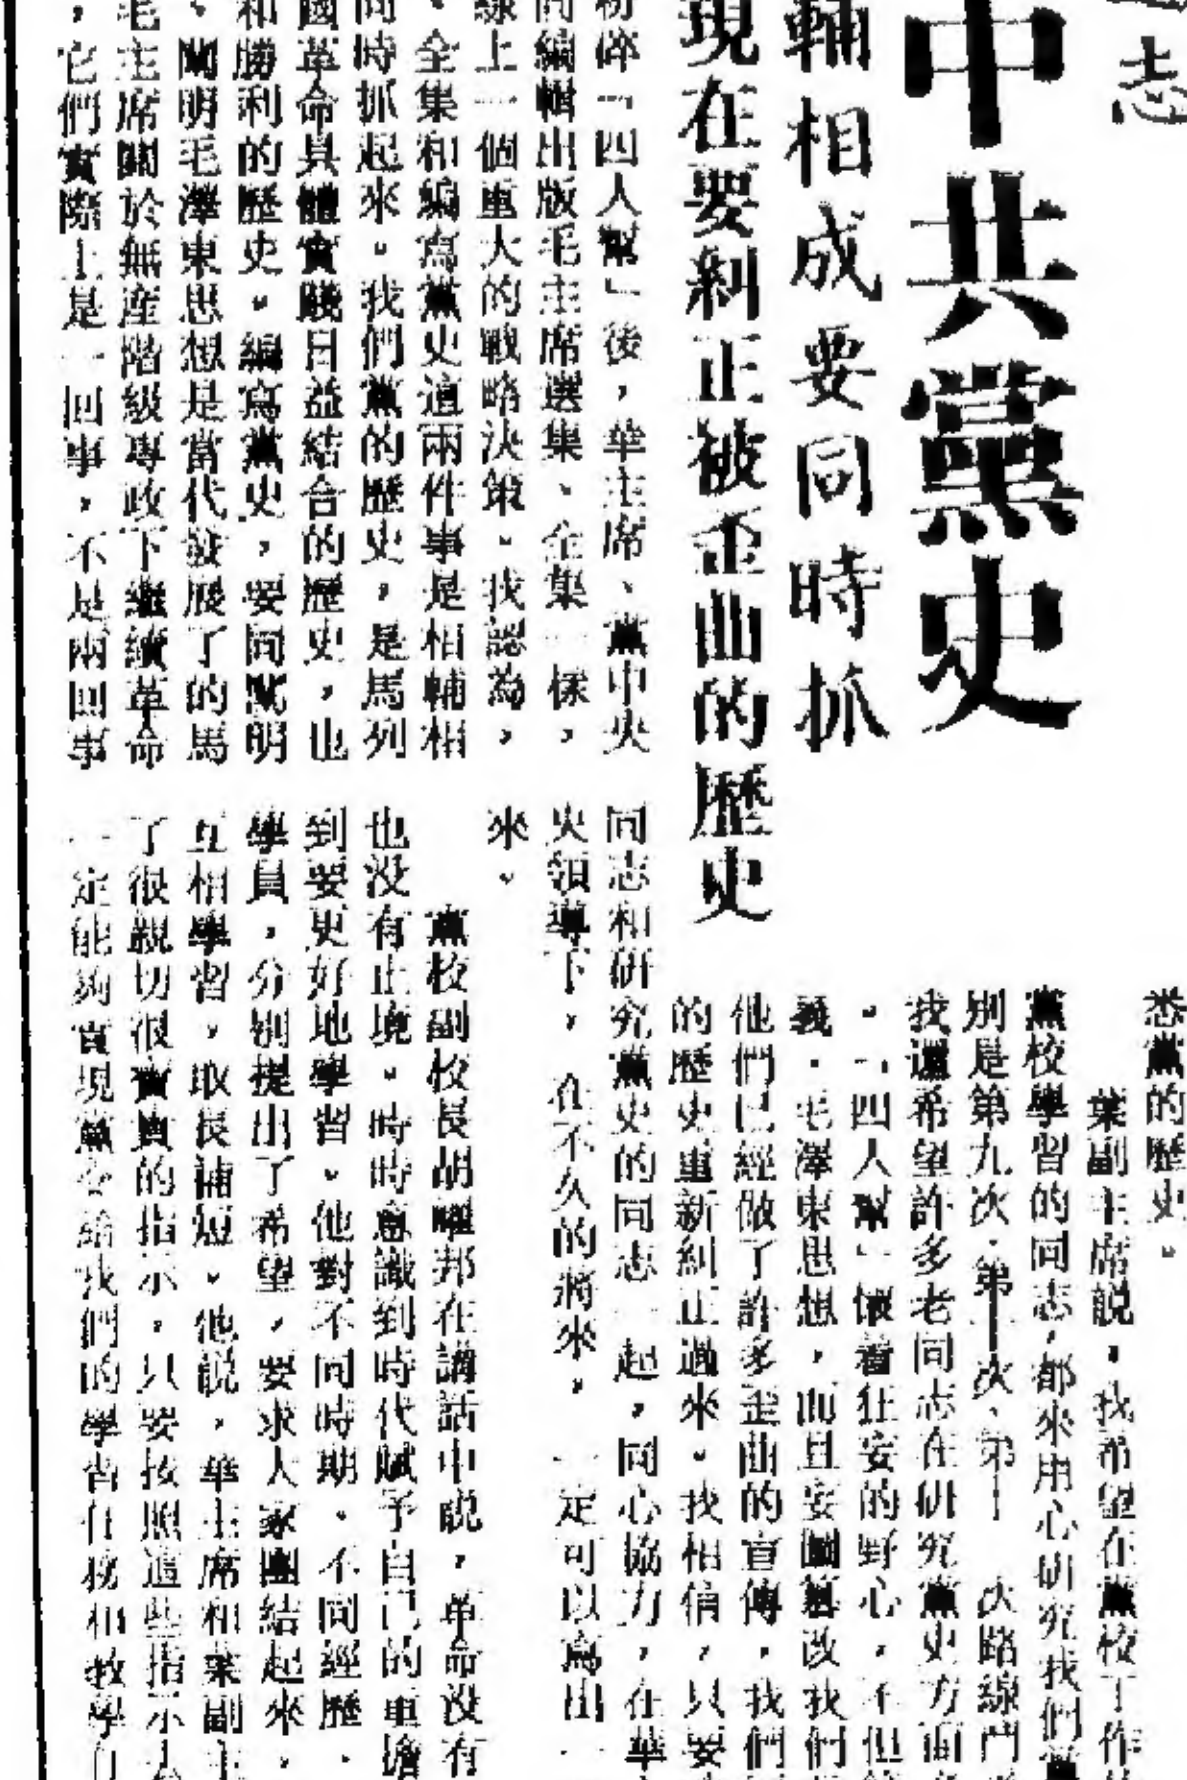 志
中共黨史
輔相成要同時抓
現在要糾正被歪曲的歷史
悉黨的歷史。
葉副主席說，我希望在黨校工作
黨校學習的同志，都來用心研究我們黨
別是第九次、第十次、第十一次路線鬥
我還希望許多老同志在研究黨史方面
。「四人幫」懷着狂妄的野心，不但
義、毛澤東思想，而且妄圖篡改我們
他們已經做了許多歪曲的宣傳，我們
的歷史重新糾正過來。我相信，只要
同志和研究黨史的同志一起，同心協力，在華
央領導下，在不久的將來，一定可以寫出一
來。
粉碎「四人幫」後，華主席、黨中央
同編輯出版毛主席選集、全集一樣，
線上一個重大的戰略決策。我認為，
、全集和編寫黨史這兩件事是相輔相
同時抓起來。我們黨的歷史，是馬列
國革命具體實踐日益結合的歷史，也
和勝利的歷史。編寫黨史，要同闡明
、闡明毛澤東思想是當代發展了的馬
毛主席關於無產階級專政下繼續革命
，它們實際上是一回事，不是兩回事
黨校副校長胡耀邦在講話中說，革命沒有
也沒有止境。時時意識到時代賦予自己的重擔
到要更好地學習。他對不同時期、不同經歷、
學員，分別提出了希望，要求大家團結起來，
互相學習，取長補短。他說，華主席和葉副主
了很親切很寶貴的指示，只要按照這些指示去
一定能夠實現黨今給我們的學習任務和教學